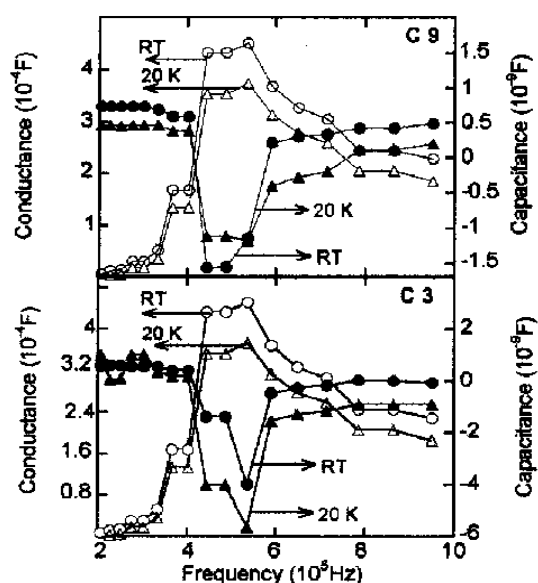 C 9
RT
20 K
20 K
RT
Conductance (10⁻⁴F)
4
3
2
1
Capacitance (10⁻⁹F)
1.5
1
0.5
0
-0.5
-1
-1.5
C 3
RT
20 K
RT
20 K
Conductance (10⁻⁴F)
4
3.2
2.4
1.6
0.8
Capacitance (10⁻⁹F)
2
0
-2
-4
-6
2 4 6 8 10
Frequency (10⁵Hz)